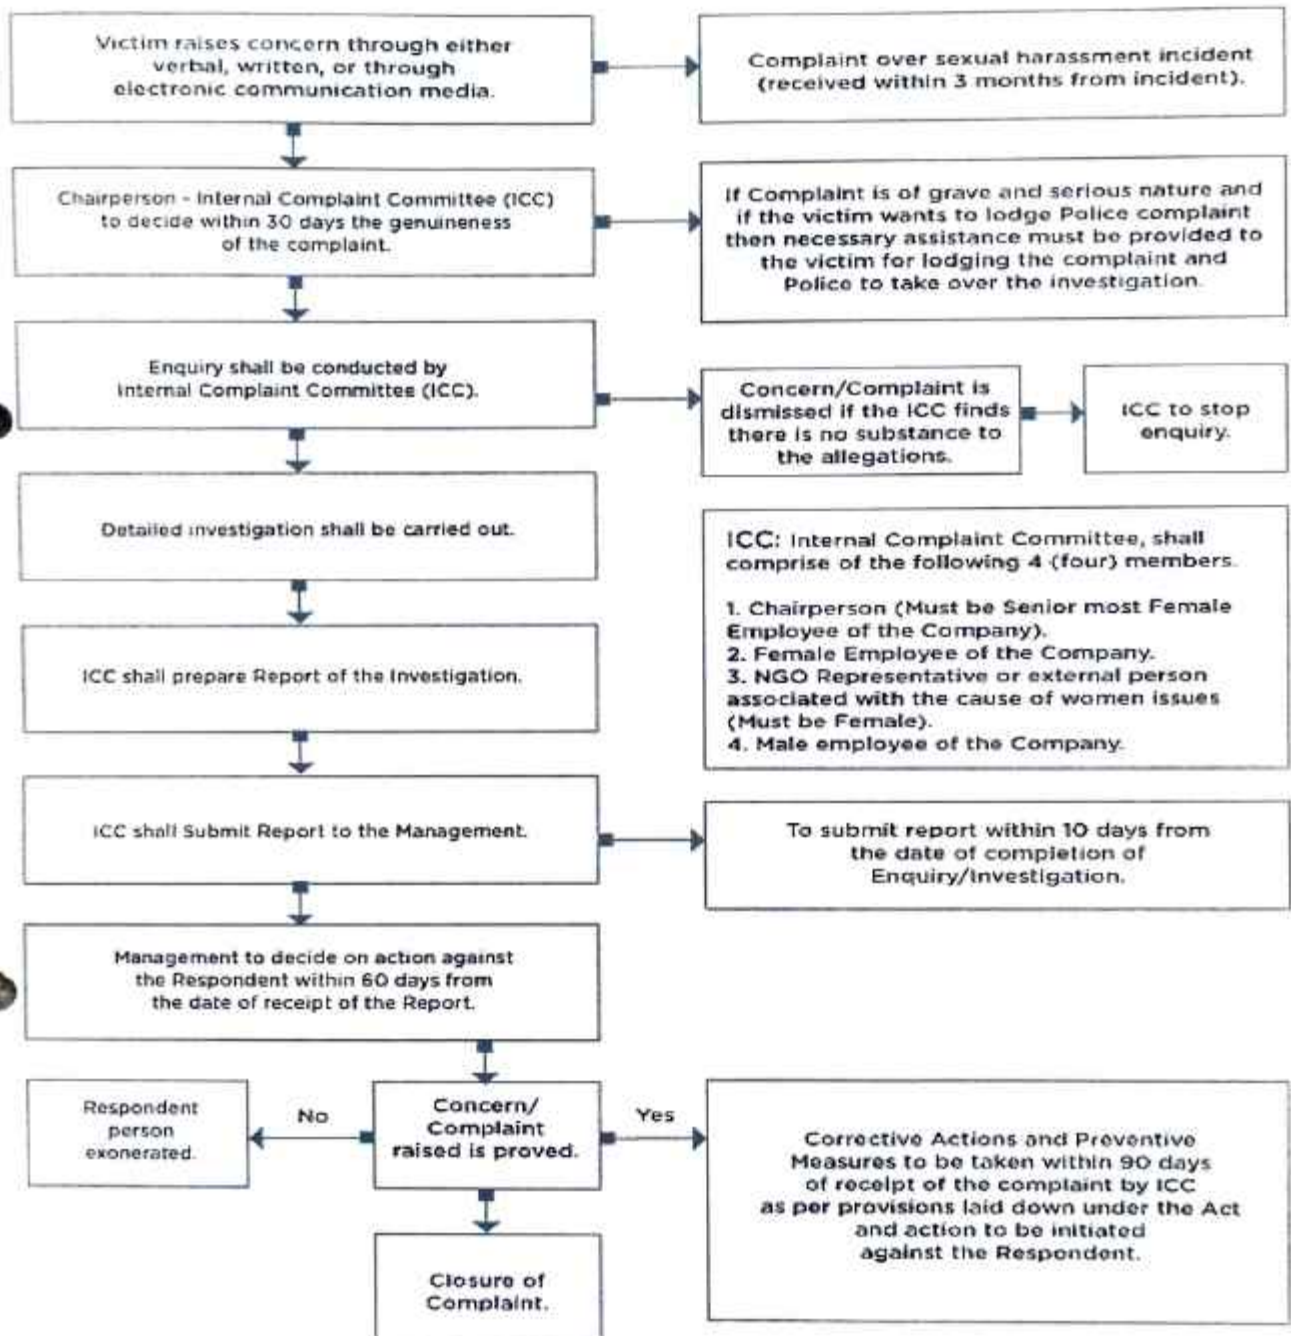 Victim raises concern through either
verbal, written, or through
electronic communication media.
Complaint over sexual harassment incident
(received within 3 months from incident).
Chairperson - Internal Complaint Committee (ICC)
to decide within 30 days the genuineness
of the complaint.
If Complaint is of grave and serious nature and
if the victim wants to lodge Police complaint
then necessary assistance must be provided to
the victim for lodging the complaint and
Police to take over the investigation.
Enquiry shall be conducted by
Internal Complaint Committee (ICC).
Concern/Complaint is
dismissed if the ICC finds
there is no substance to
the allegations.
ICC to stop
enquiry.
Detailed investigation shall be carried out.
ICC: Internal Complaint Committee, shall
comprise of the following 4 (four) members.
1. Chairperson (Must be Senior most Female
Employee of the Company).
2. Female Employee of the Company.
3. NGO Representative or external person
associated with the cause of women issues
(Must be Female).
4. Male employee of the Company.
ICC shall prepare Report of the Investigation.
ICC shall Submit Report to the Management.
To submit report within 10 days from
the date of completion of
Enquiry/Investigation.
Management to decide on action against
the Respondent within 60 days from
the date of receipt of the Report.
Respondent
person
exonerated.
No
Concern/
Complaint
raised is proved.
Yes
Corrective Actions and Preventive
Measures to be taken within 90 days
of receipt of the complaint by ICC
as per provisions laid down under the Act
and action to be initiated
against the Respondent.
Closure of
Complaint.